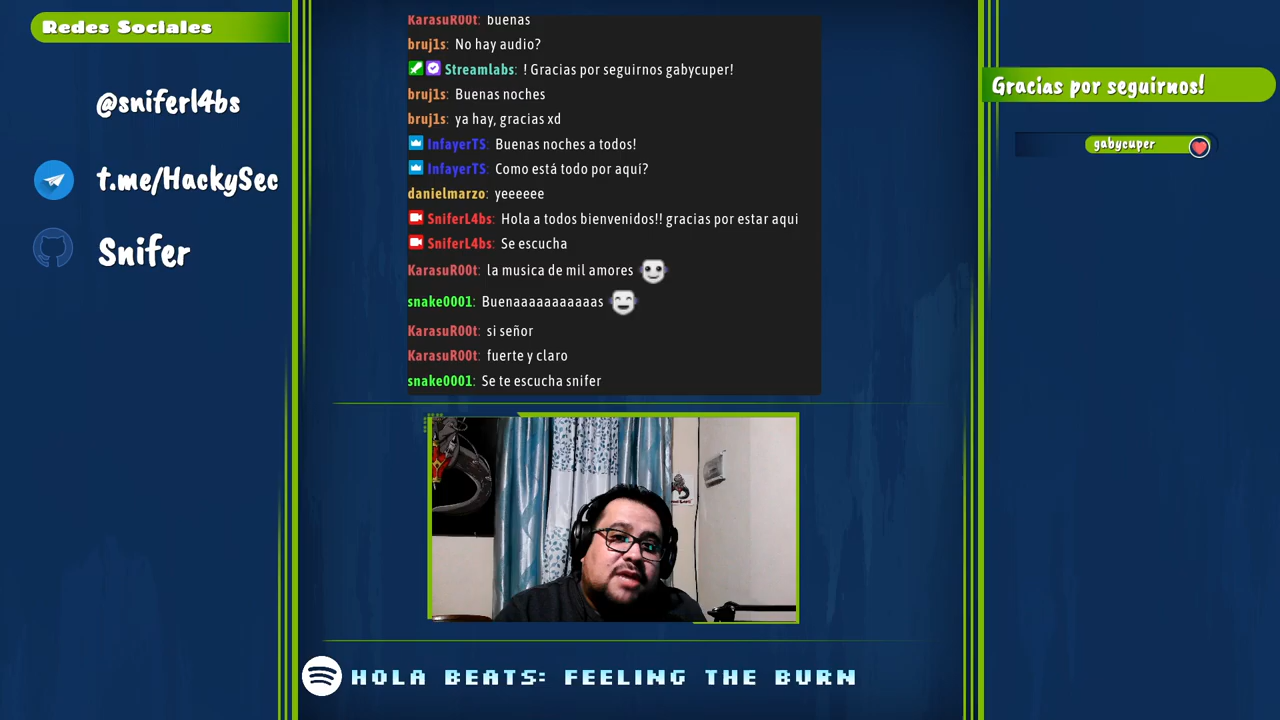 Redes Sociales
@sniferl4bs
t.me/HackySec
Snifer
KarasuR00t: buenas
bruj1s: No hay audio?
Streamlabs: ! Gracias por seguirnos gabycuper!
bruj1s: Buenas noches
bruj1s: ya hay, gracias xd
InfayerTS: Buenas noches a todos!
InfayerTS: Como está todo por aquí?
danielmarzo: yeeeeee
SniferL4bs: Hola a todos bienvenidos!! gracias por estar aqui
SniferL4bs: Se escucha
KarasuR00t: la musica de mil amores
snake0001: Buenaaaaaaaaaaas
KarasuR00t: si señor
KarasuR00t: fuerte y claro
snake0001: Se te escucha snifer
HOLA BEATS: FEELING THE BURN
Gracias por seguirnos!
gabycuper